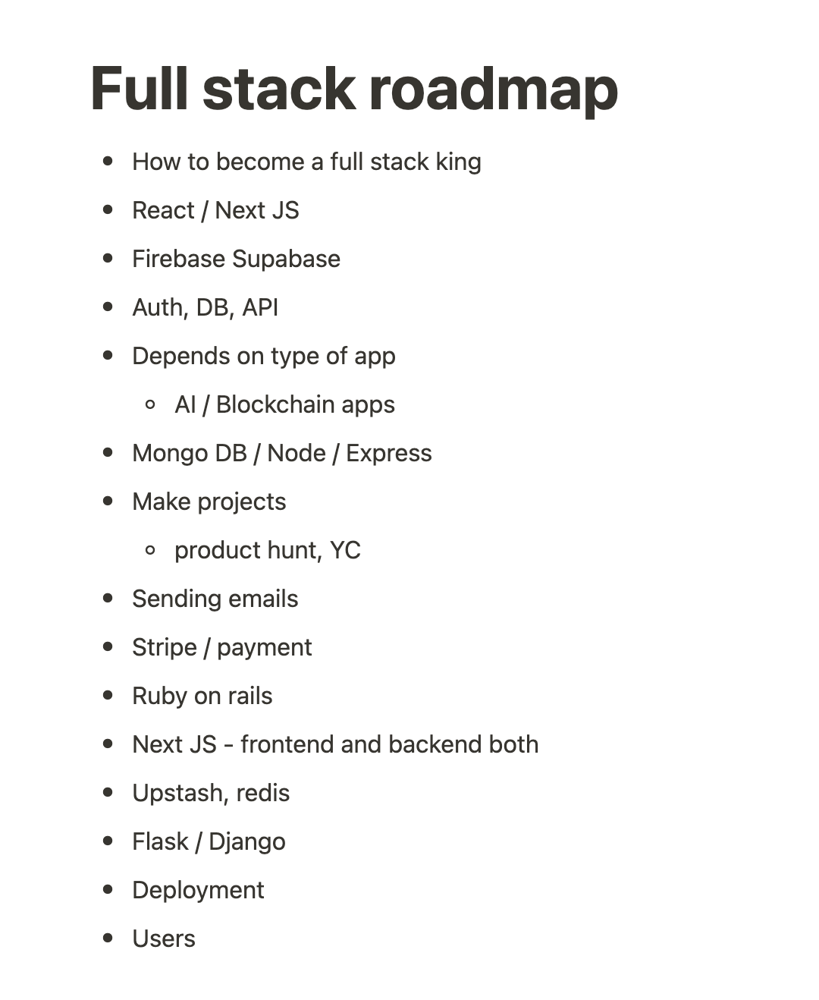 Full stack roadmap
• How to become a full stack king
• React / Next JS
• Firebase Supabase
• Auth, DB, API
• Depends on type of app
◦ AI / Blockchain apps
• Mongo DB / Node / Express
• Make projects
◦ product hunt, YC
• Sending emails
• Stripe / payment
• Ruby on rails
• Next JS - frontend and backend both
• Upstash, redis
• Flask / Django
• Deployment
• Users